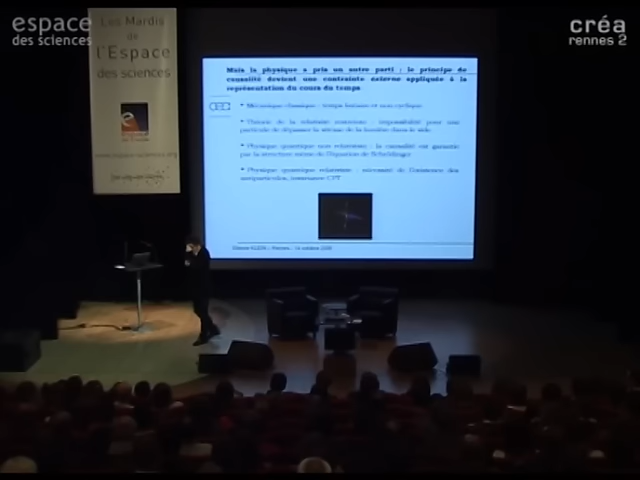 espace
des sciences
créa
rennes 2
Les Mardis
de
l'Espace
des sciences
www.espace-sciences.org
Mais la physique a pris un autre parti : le principe de
causalité devient une contrainte externe appliquée à la
représentation du cours du temps
• Mécanique classique : temps linéaire et non cyclique
• Théorie de la relativité restreinte : impossibilité pour une
particule de dépasser la vitesse de la lumière dans le vide
• Physique quantique non relativiste : la causalité est garantie
par la structure même de l'équation de Schrödinger
• Physique quantique relativiste : nécessité de l'existence des
antiparticules, invariance CPT